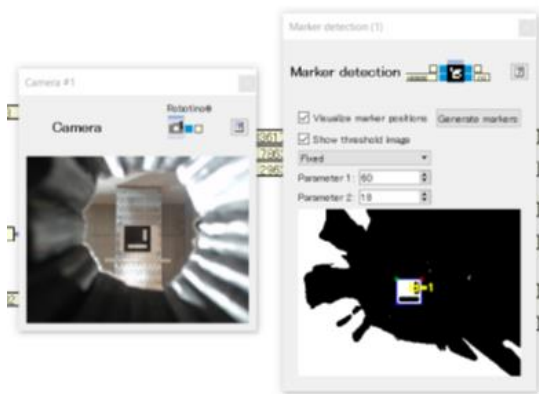 Camera #1
Robotino®
Camera
Marker detection (1)
Marker detection
Visualize marker positions
Generate markers
Show threshold image
Fixed
Parameter 1: 60
Parameter 2: 18